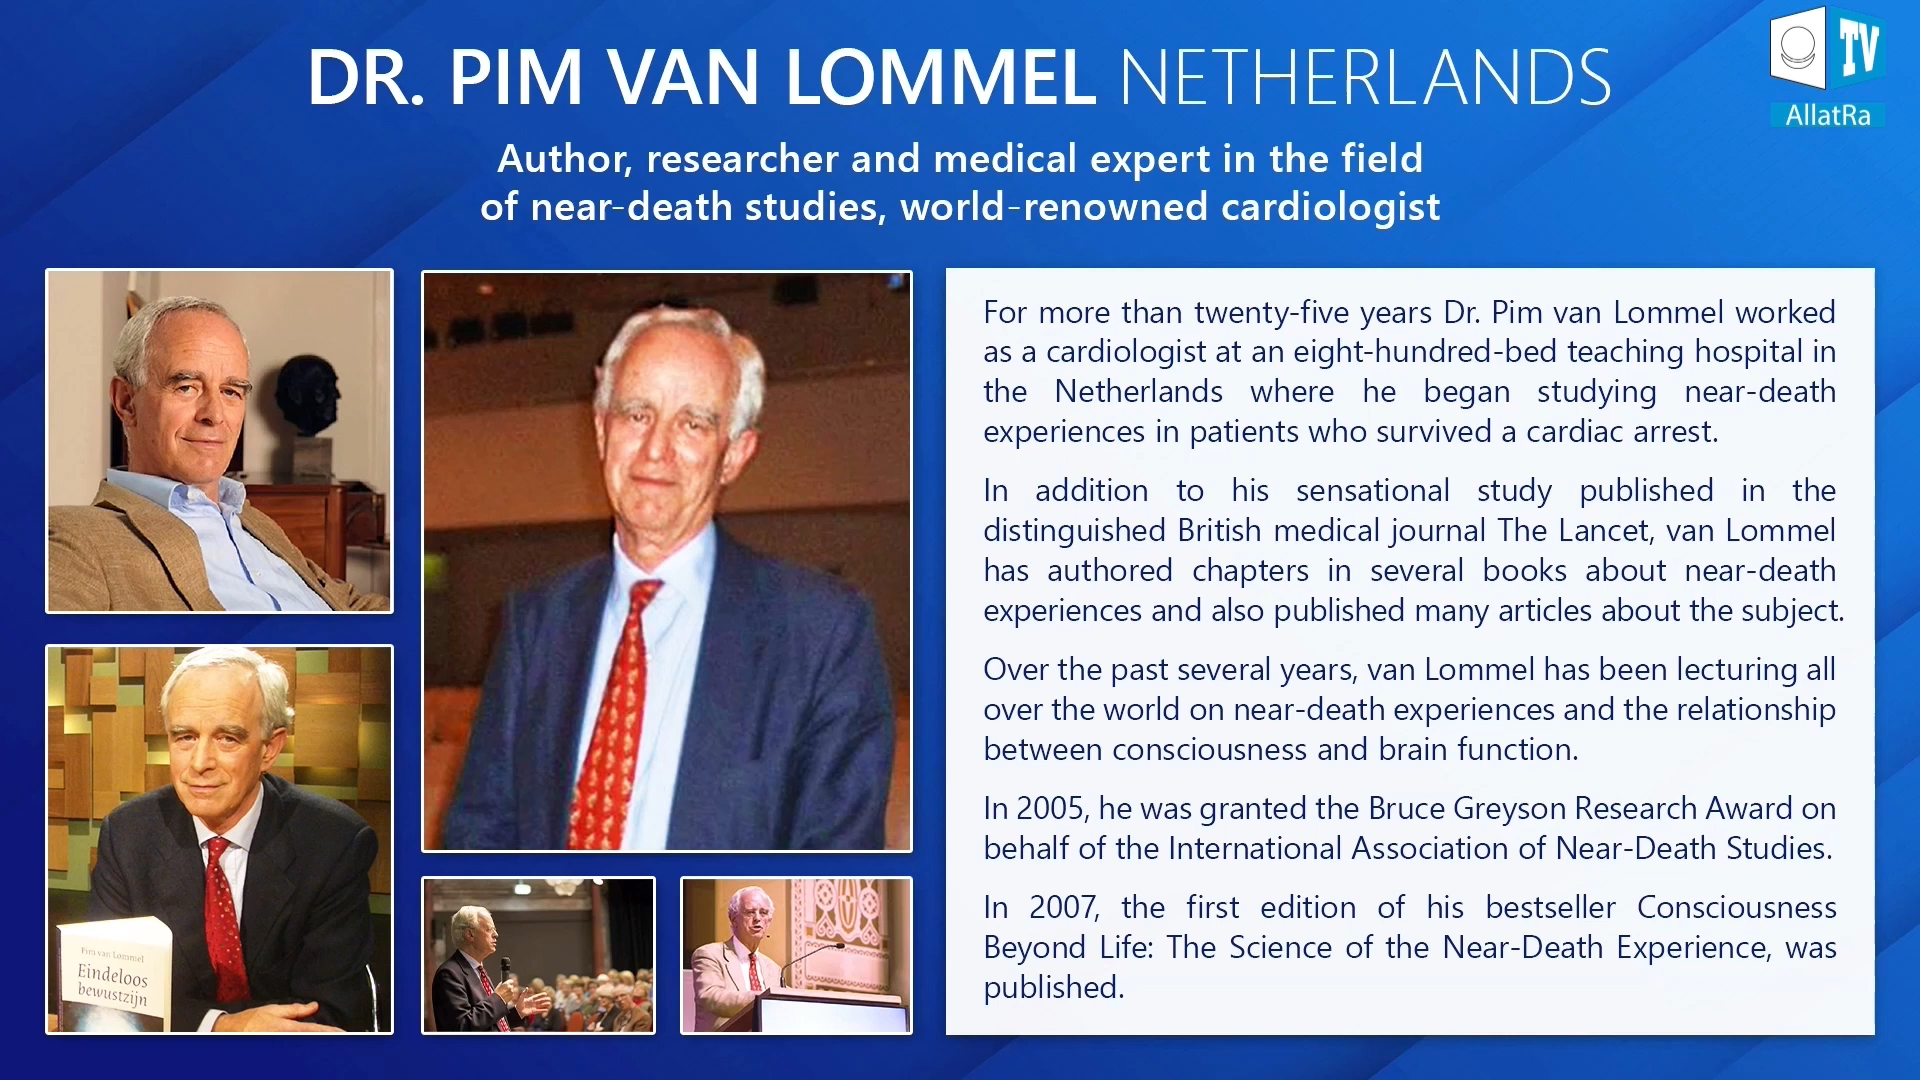 DR. PIM VAN LOMMEL NETHERLANDS
TV
AllatRa
Author, researcher and medical expert in the field
of near-death studies, world-renowned cardiologist
For more than twenty-five years Dr. Pim van Lommel worked
as a cardiologist at an eight-hundred-bed teaching hospital in
the Netherlands where he began studying near-death
experiences in patients who survived a cardiac arrest.
In addition to his sensational study published in the
distinguished British medical journal The Lancet, van Lommel
has authored chapters in several books about near-death
experiences and also published many articles about the subject.
Over the past several years, van Lommel has been lecturing all
over the world on near-death experiences and the relationship
between consciousness and brain function.
In 2005, he was granted the Bruce Greyson Research Award on
behalf of the International Association of Near-Death Studies.
In 2007, the first edition of his bestseller Consciousness
Beyond Life: The Science of the Near-Death Experience, was
published.
Pim van Lommel
Eindeloos
bewustzijn